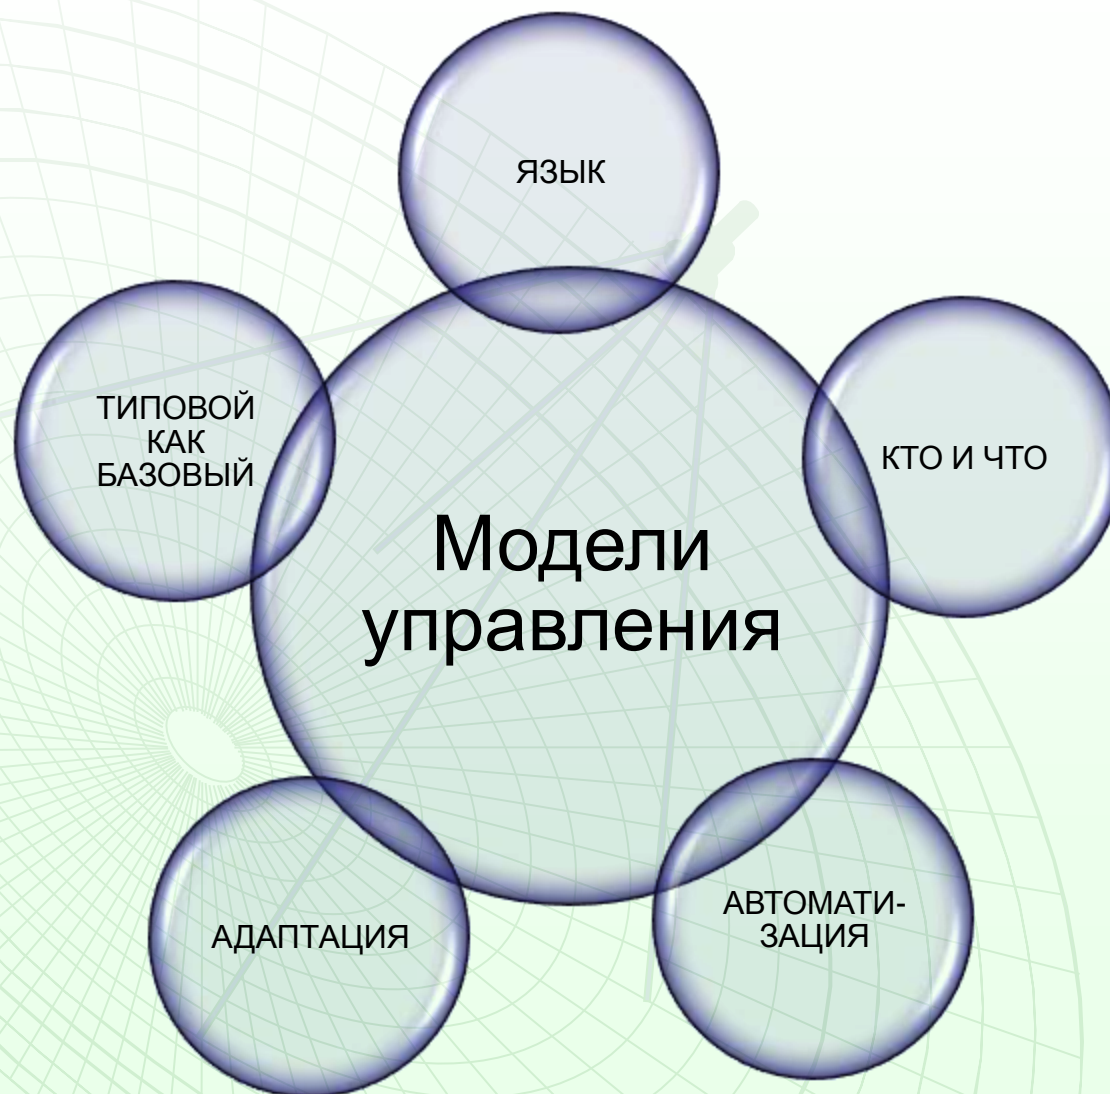 ЯЗЫК
ТИПОВОЙ
КАК
БАЗОВЫЙ
КТО И ЧТО
Модели
управления
АДАПТАЦИЯ
АВТОМАТИ-
ЗАЦИЯ